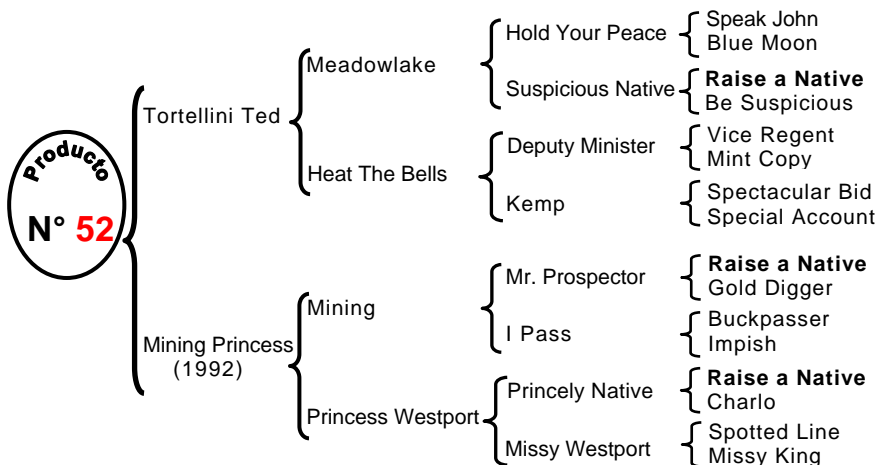 Producto
N° 52
Tortellini Ted
Mining Princess
(1992)
Meadowlake
Heat The Bells
Mining
Princess Westport
Hold Your Peace
Suspicious Native
Deputy Minister
Kemp
Mr. Prospector
I Pass
Princely Native
Missy Westport
Speak John
Blue Moon
Raise a Native
Be Suspicious
Vice Regent
Mint Copy
Spectacular Bid
Special Account
Raise a Native
Gold Digger
Buckpasser
Impish
Raise a Native
Charlo
Spotted Line
Missy King